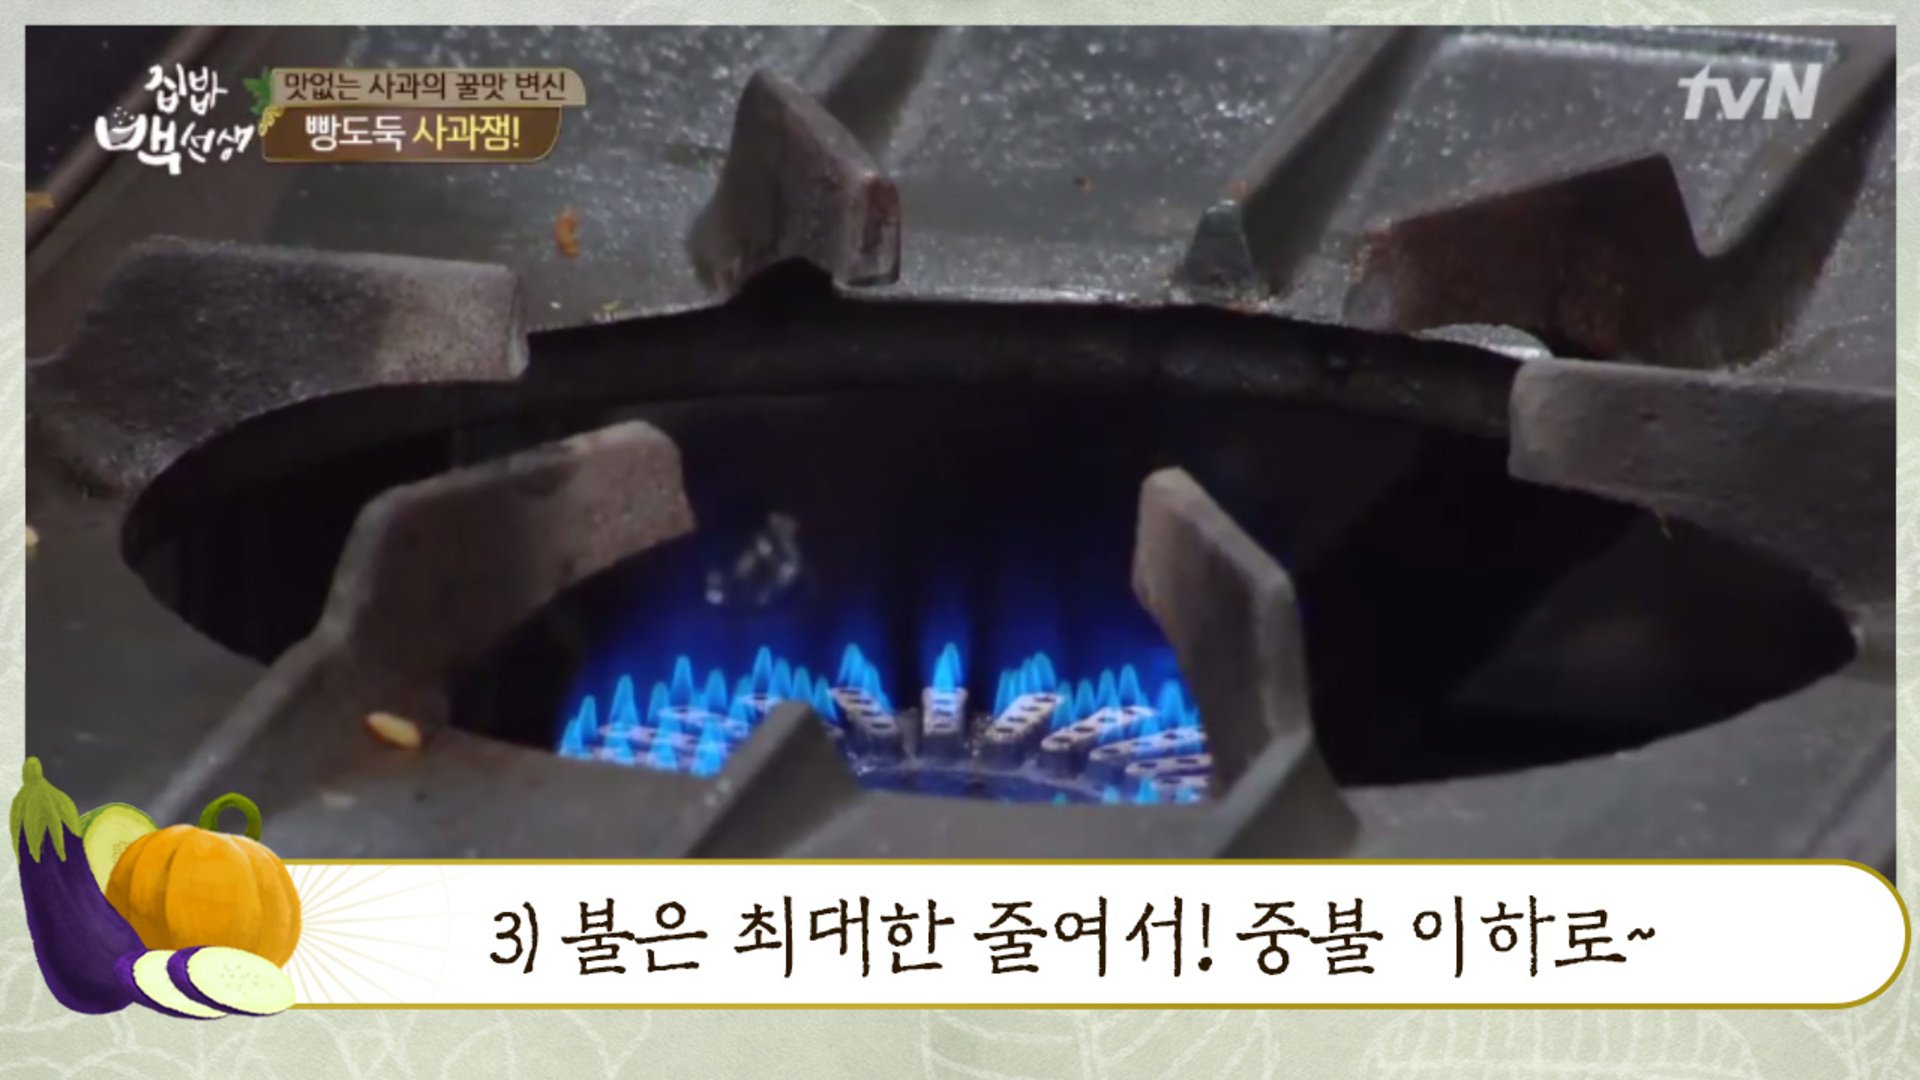 집밥
백선생
맛없는 사과의 꿀맛 변신
빵도둑 사과잼!
tvN
3) 불은 최대한 줄여서! 중불 이하로~